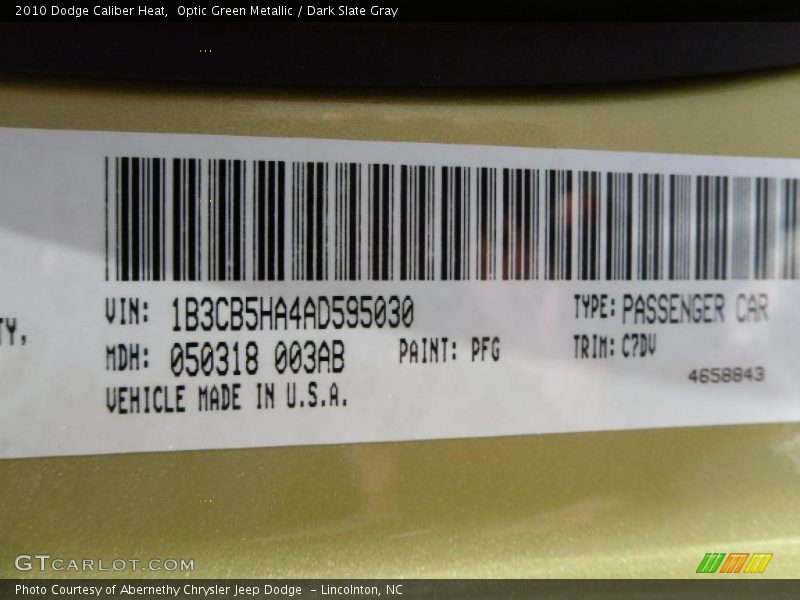 2010 Dodge Caliber Heat, Optic Green Metallic / Dark Slate Gray
TY,
VIN: 1B3CB5HA4AD595030 TYPE: PASSENGER CAR
MDH: 050318 003AB PAINT: PFG TRIM: C7DV
VEHICLE MADE IN U.S.A. 4658843
GTCARLOT.COM
Photo Courtesy of Abernethy Chrysler Jeep Dodge - Lincolnton, NC